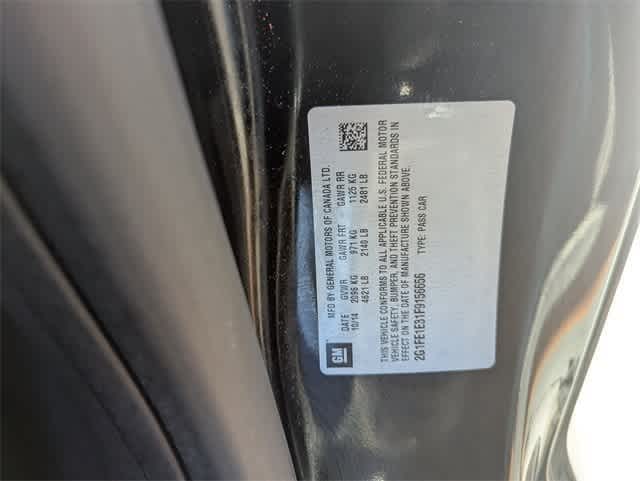 GM
MFD BY GENERAL MOTORS OF CANADA LTD.
DATE GVWR GAWR FRT GAWR RR
10/14 2096 KG 971 KG 1125 KG
4621 LB 2140 LB 2481 LB
THIS VEHICLE CONFORMS TO ALL APPLICABLE U.S. FEDERAL MOTOR
VEHICLE SAFETY, BUMPER, AND THEFT PREVENTION STANDARDS IN
EFFECT ON THE DATE OF MANUFACTURE SHOWN ABOVE.
2G1FE1E31F9156656 TYPE: PASS CAR